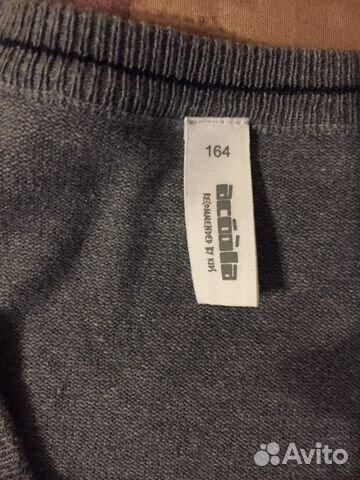 164
acoola
RECOMMENDED BY KIDS
Avito